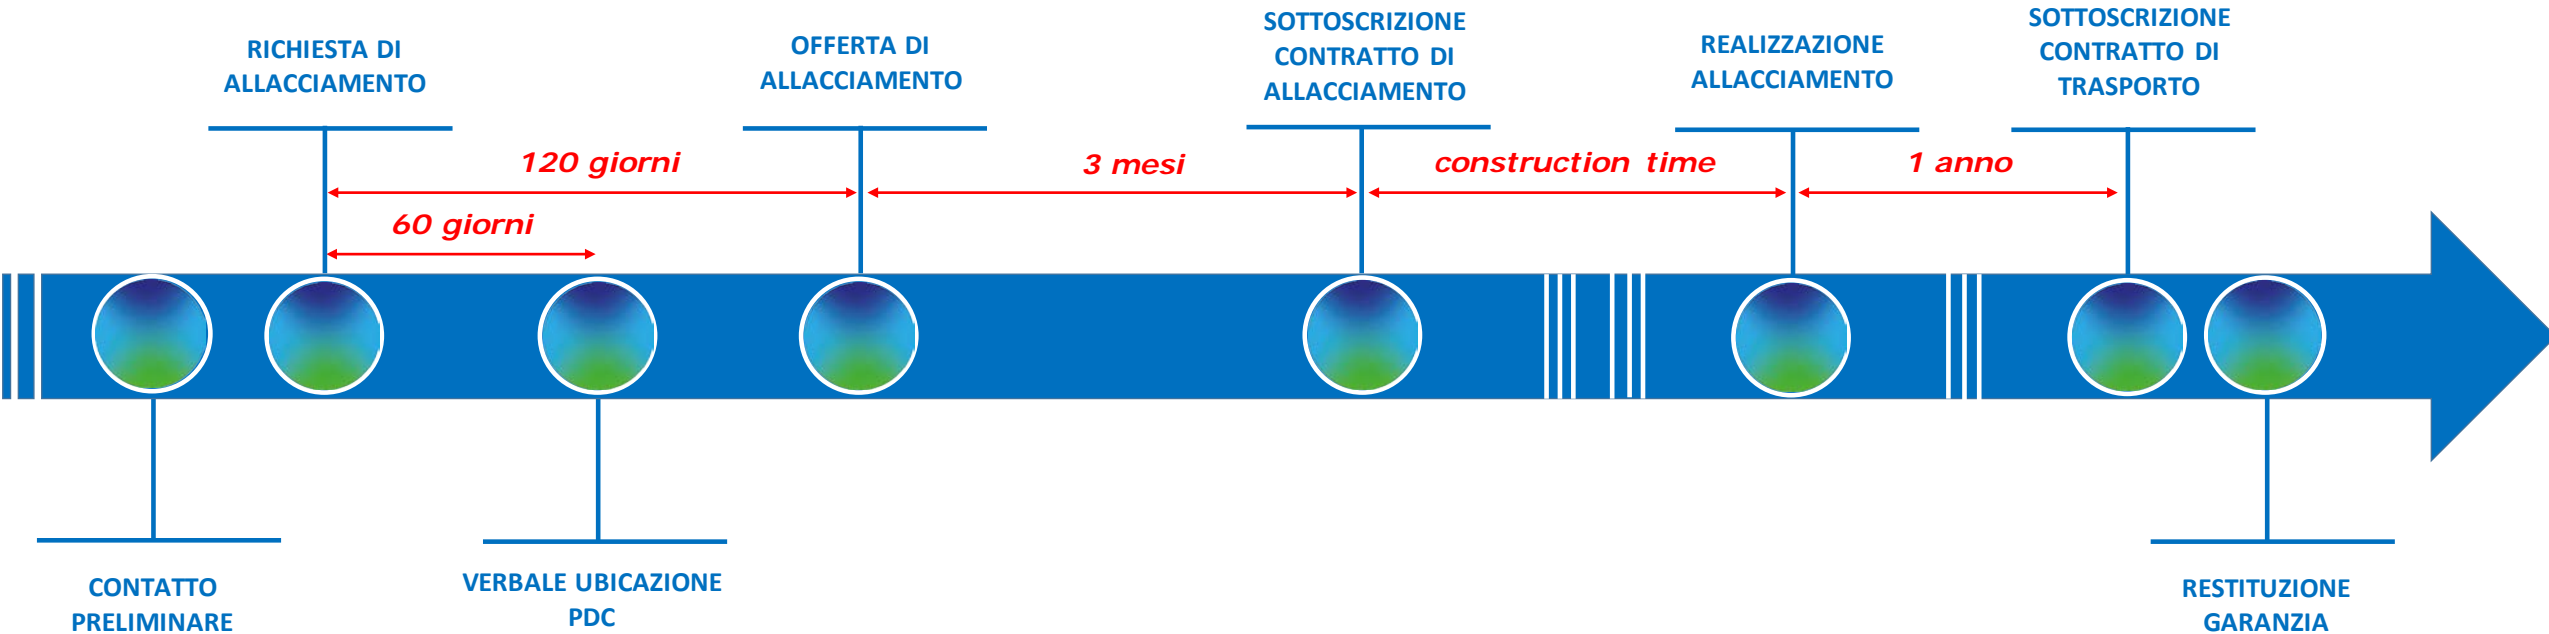 RICHIESTA DI
ALLACCIAMENTO
OFFERTA DI
ALLACCIAMENTO
SOTTOSCRIZIONE
CONTRATTO DI
ALLACCIAMENTO
REALIZZAZIONE
ALLACCIAMENTO
SOTTOSCRIZIONE
CONTRATTO DI
TRASPORTO
120 giorni
3 mesi
construction time
1 anno
60 giorni
CONTATTO
PRELIMINARE
VERBALE UBICAZIONE
PDC
RESTITUZIONE
GARANZIA